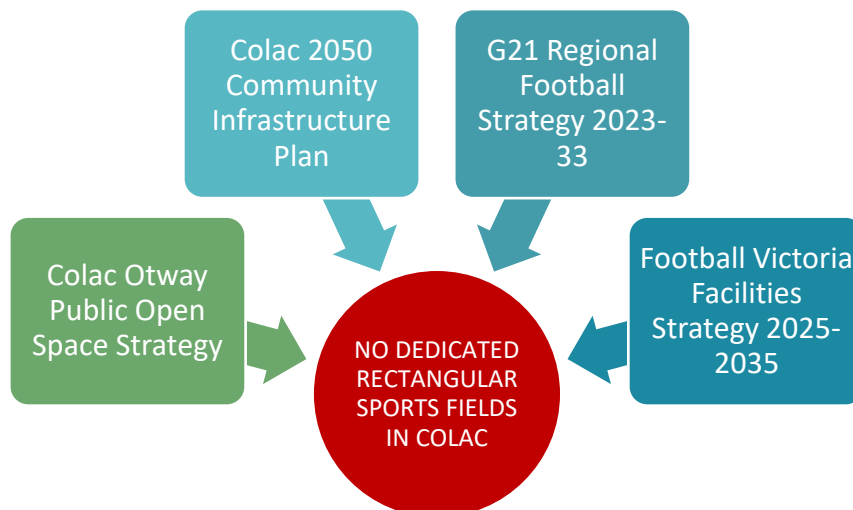 Colac 2050
Community
Infrastructure
Plan
G21 Regional
Football
Strategy 2023-
33
Colac Otway
Public Open
Space Strategy
Football Victoria
Facilities
Strategy 2025-
2035
NO DEDICATED
RECTANGULAR
SPORTS FIELDS
IN COLAC